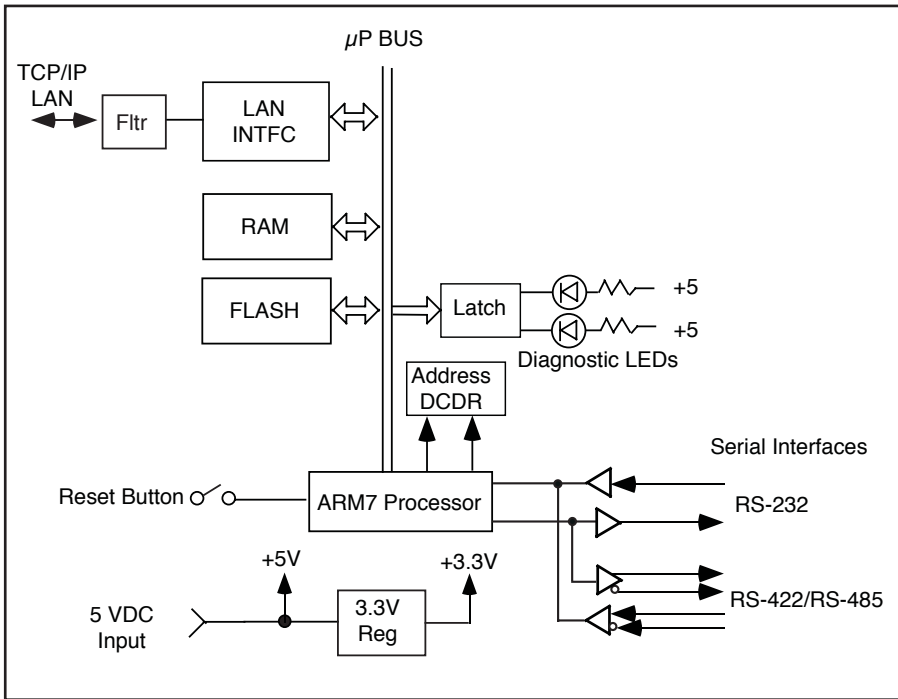 µP BUS
TCP/IP
LAN
Fltr
LAN
INTFC
RAM
FLASH
Latch
+5
+5
Diagnostic LEDs
Address
DCDR
Serial Interfaces
Reset Button
ARM7 Processor
RS-232
+5V
+3.3V
5 VDC
Input
3.3V
Reg
RS-422/RS-485